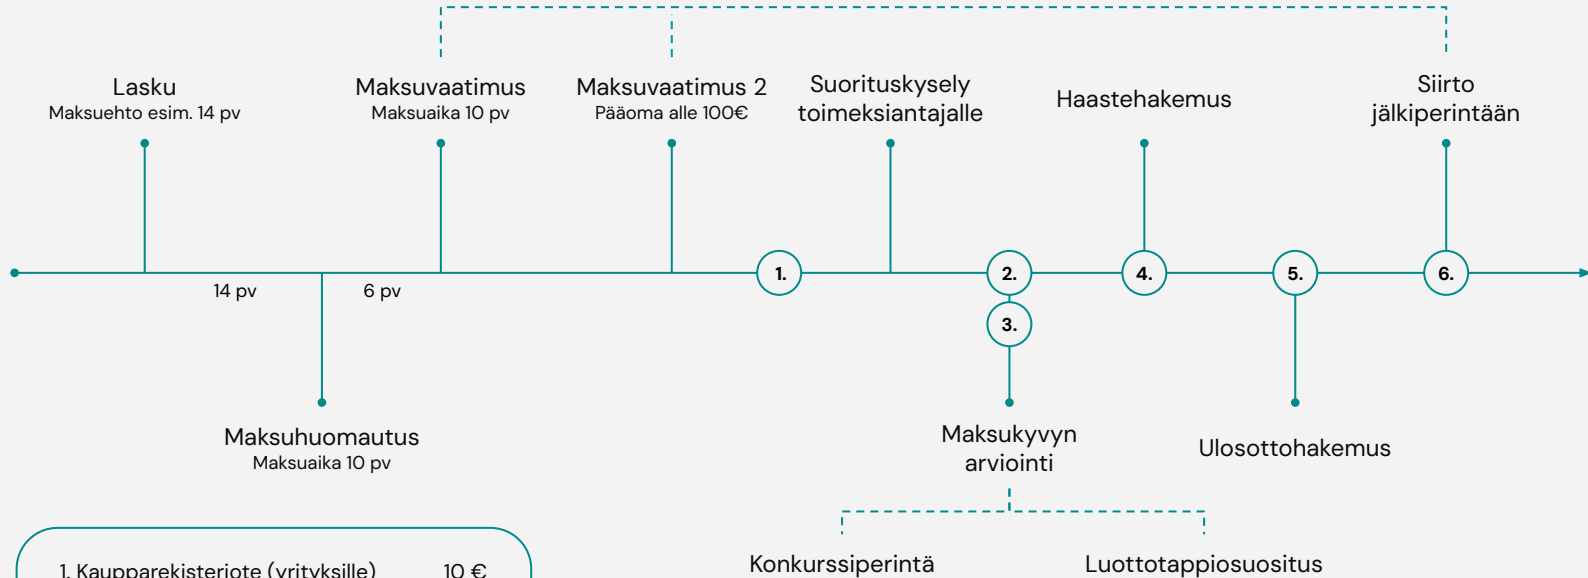 Lasku
Maksuehto esim. 14 pv
Maksuvaatimus
Maksuaika 10 pv
Maksuvaatimus 2
Pääoma alle 100€
Suorituskysely
toimeksiantajalle
Haastehakemus
Siirto
jälkiperintään
1.
2.
4.
5.
6.
14 pv
6 pv
3.
Maksuhuomautus
Maksuaika 10 pv
Maksukyvyn
arviointi
Ulosottohakemus
Konkurssiperintä
Luottotappiosuositus
1. Kaupparekisteriote (yrityksille) 10 €